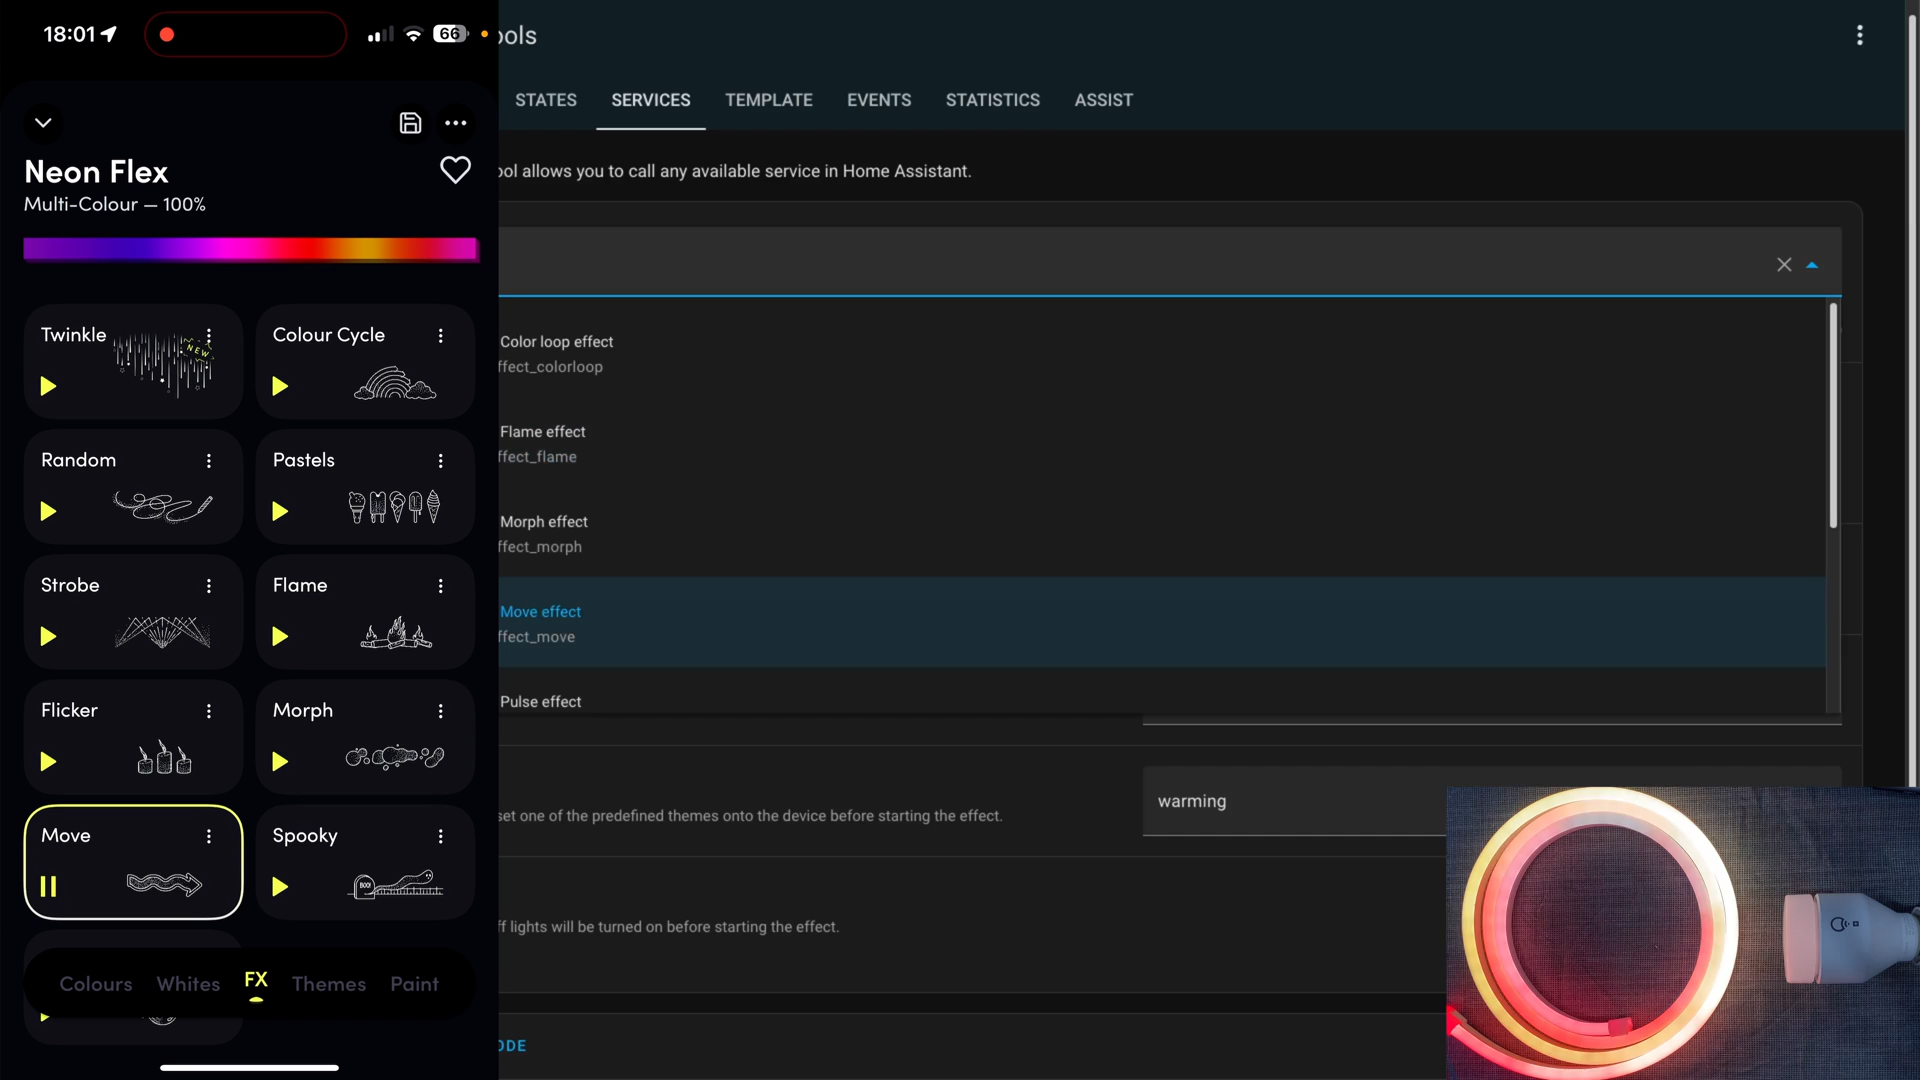 18:01
66
Neon Flex
Multi-Colour — 100%
Twinkle
NEW
Colour Cycle
Random
Pastels
Strobe
Flame
Flicker
Morph
Move
Spooky
BOO!
Colours
Whites
FX
Themes
Paint
ools
STATES
SERVICES
TEMPLATE
EVENTS
STATISTICS
ASSIST
ool allows you to call any available service in Home Assistant.
Color loop effect
ffect_colorloop
Flame effect
ffect_flame
Morph effect
ffect_morph
Move effect
ffect_move
Pulse effect
set one of the predefined themes onto the device before starting the effect.
warming
ff lights will be turned on before starting the effect.
ODE